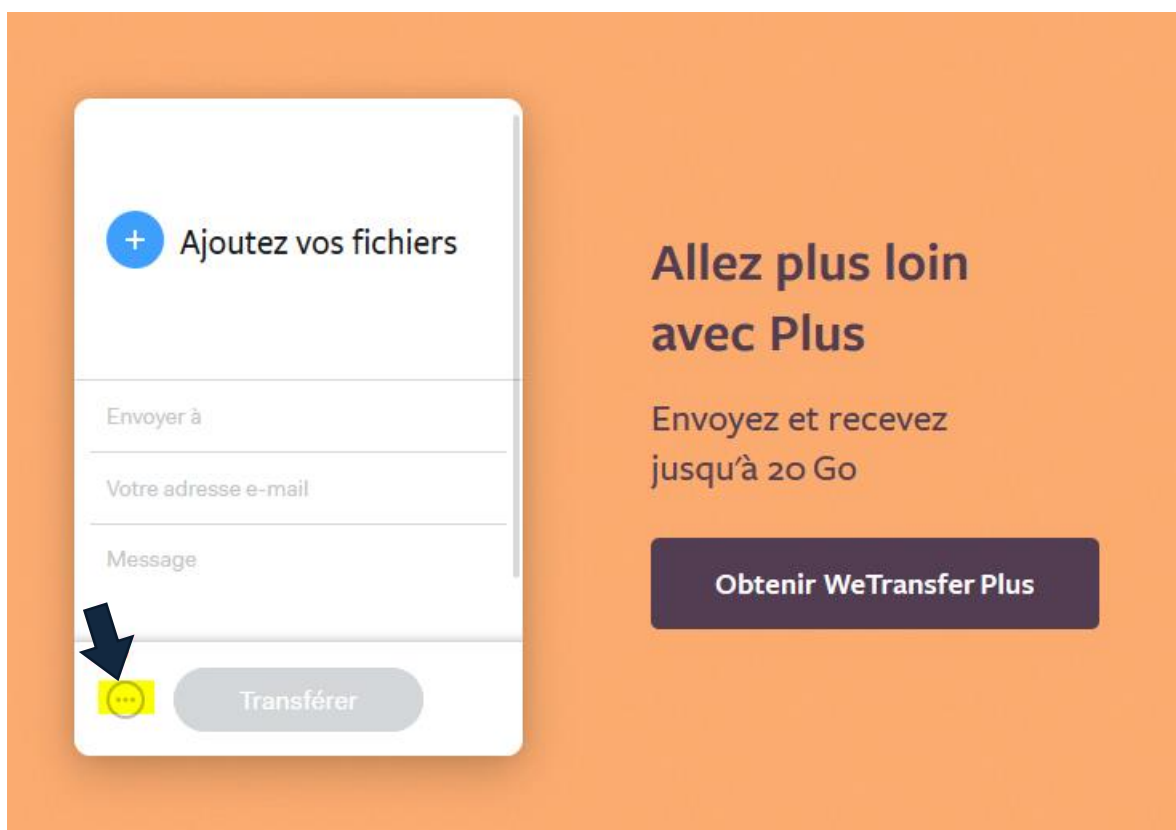 Ajoutez vos fichiers
Envoyer à
Votre adresse e-mail
Message
Transférer
Allez plus loin
avec Plus
Envoyez et recevez
jusqu'à 20 Go
Obtenir WeTransfer Plus